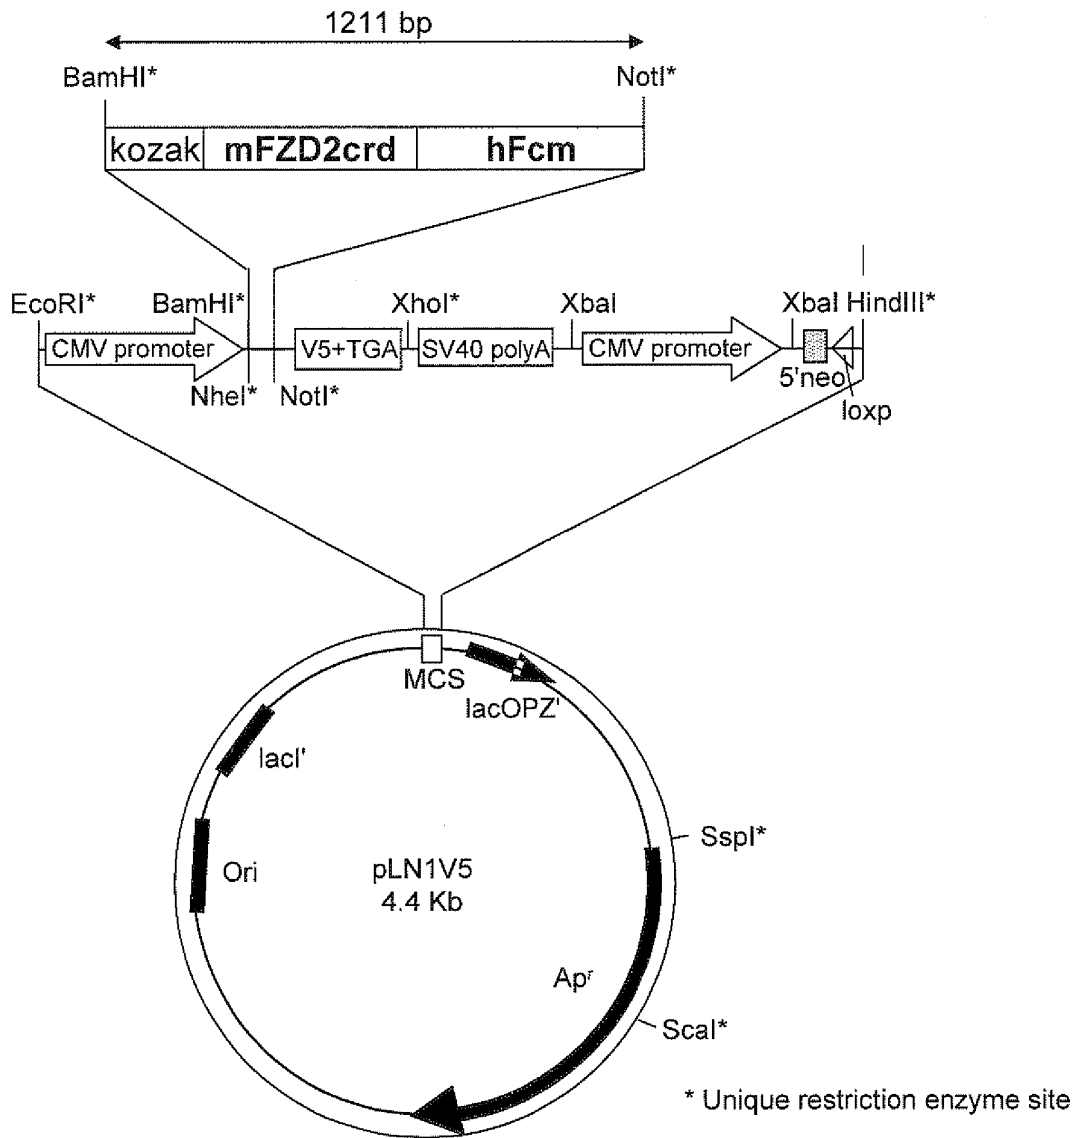 1211 bp
BamHI* NotI*
kozak mFZD2crd hFcm
EcoRI* BamHI* XhoI* XbaI XbaI HindIII*
CMV promoter V5+TGA SV40 polyA CMV promoter
NheI* NotI* 5'neo
loxp
MCS
lacOPZ'
lacI'
SspI*
Ori
pLN1V5
4.4 Kb
Apʳ
ScaI*
* Unique restriction enzyme site